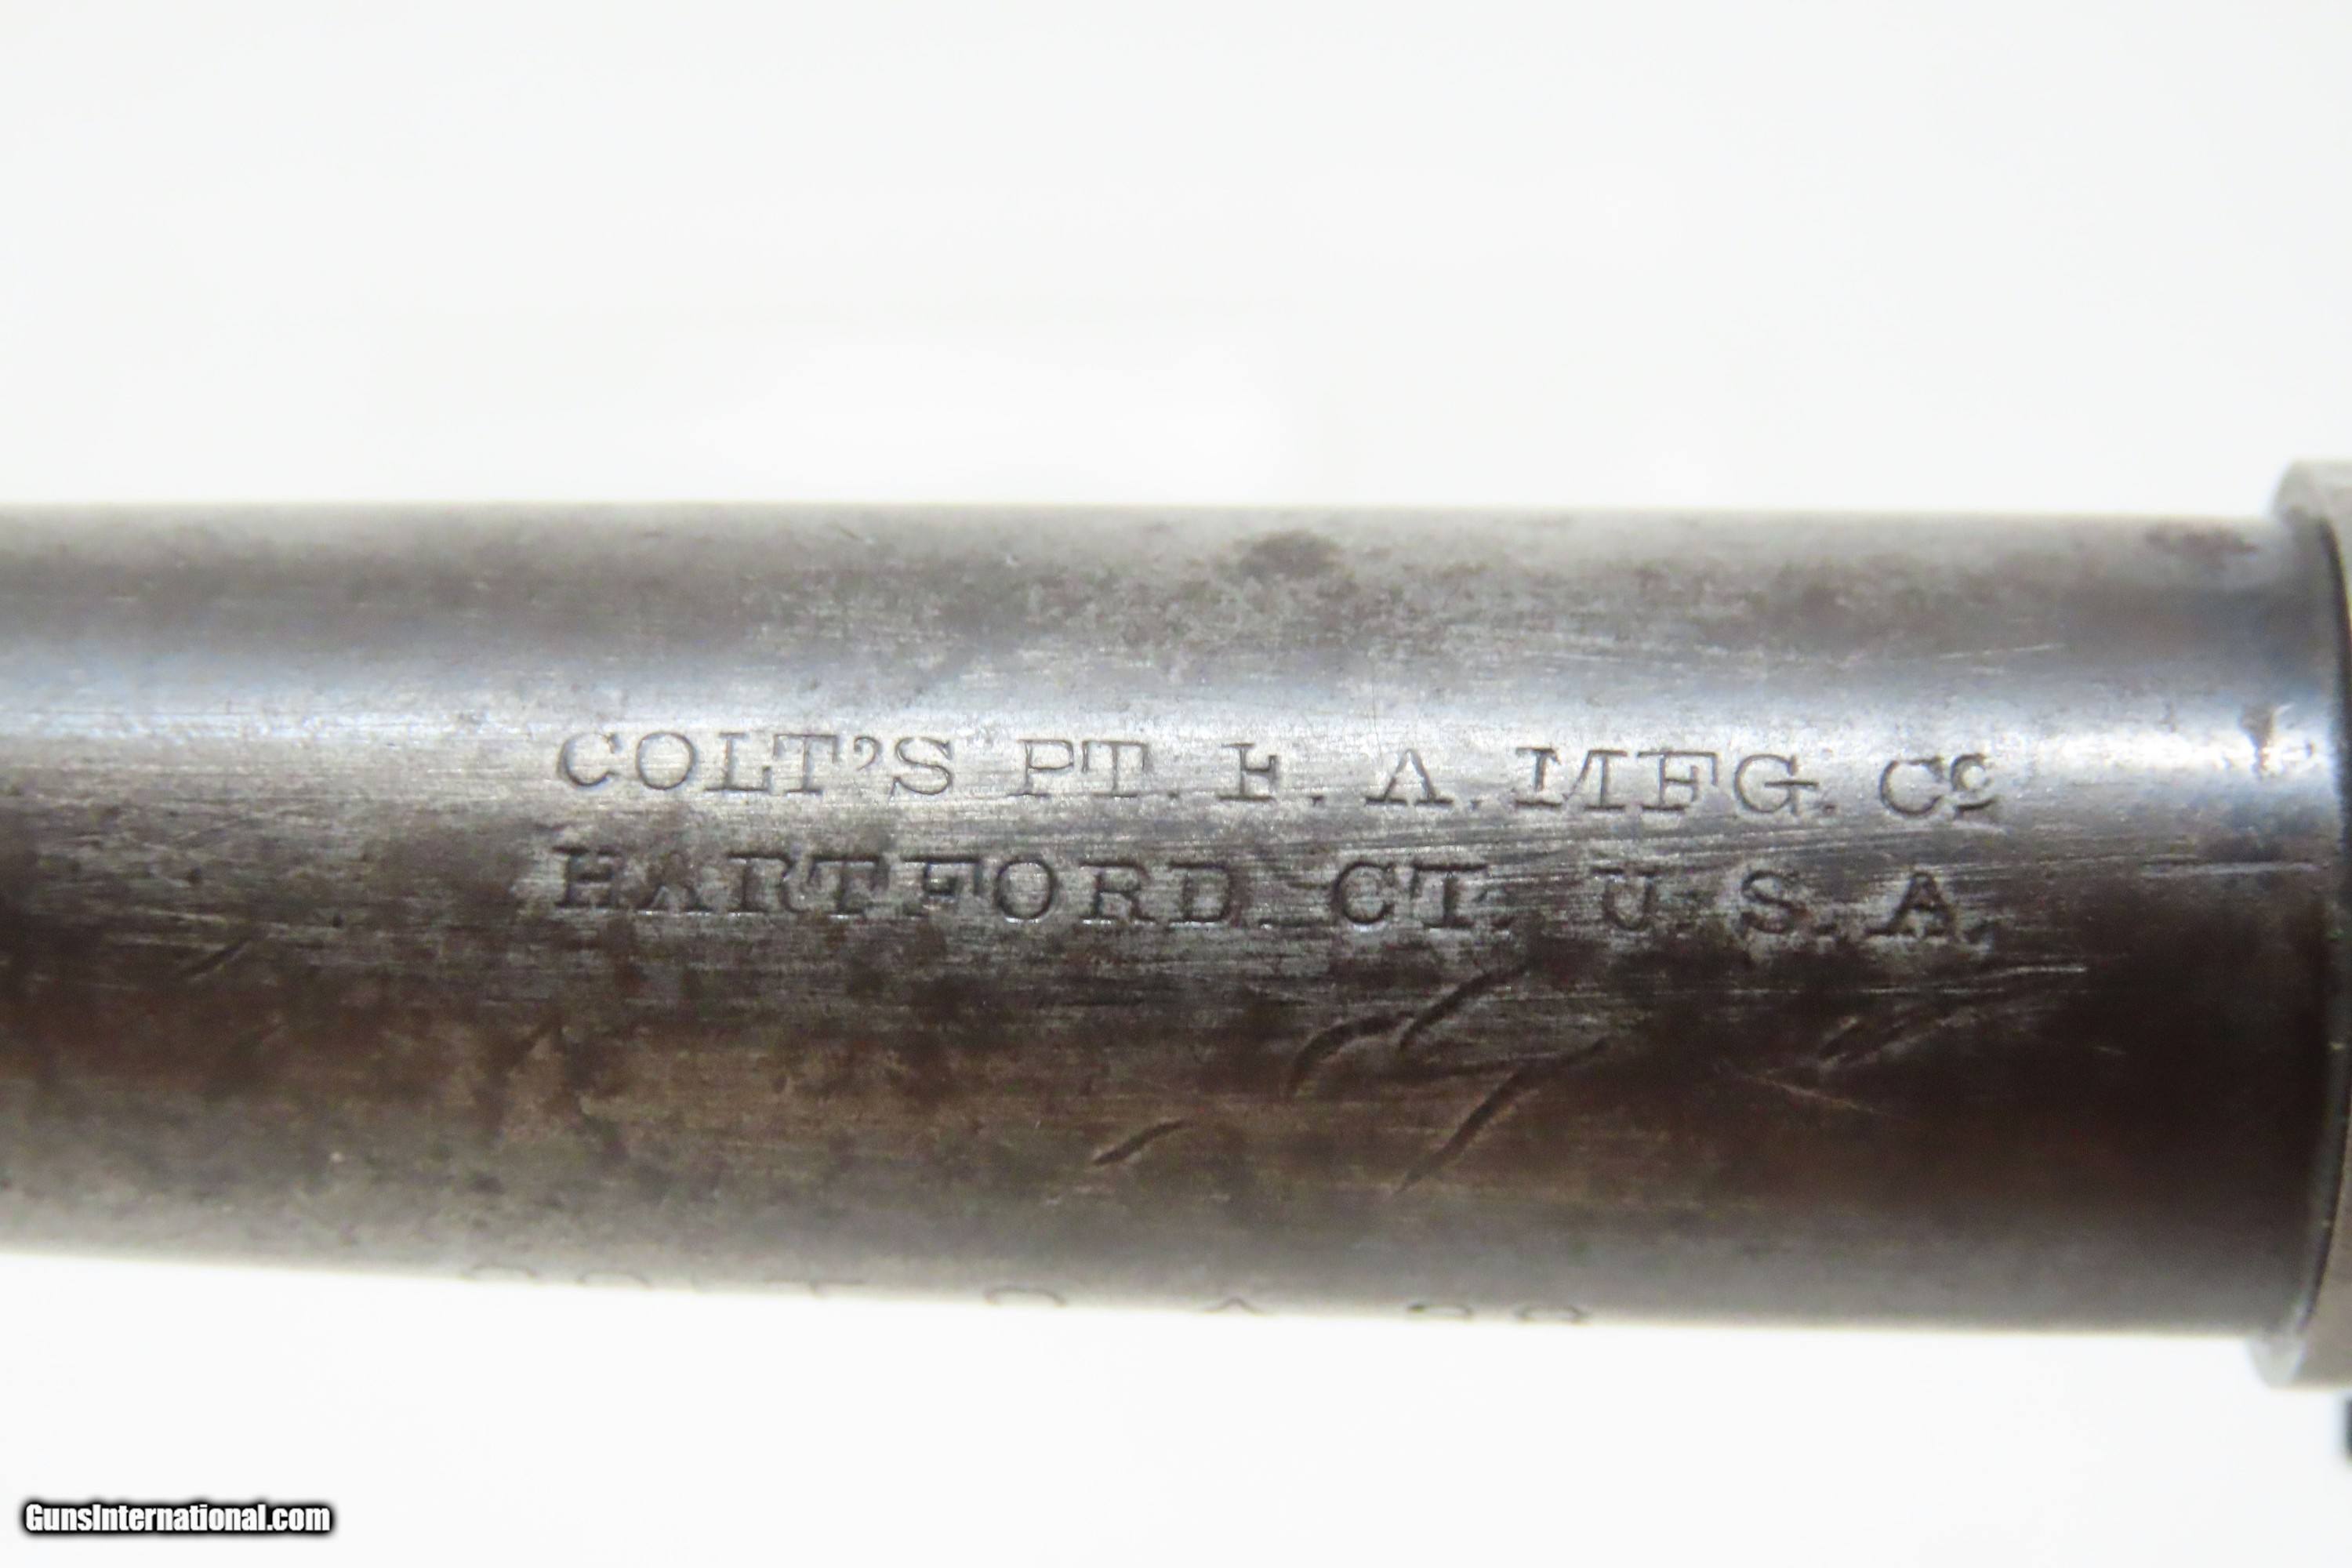 COLT'S PT. F. A. MFG. Co
HARTFORD, CT. U.S.A.
GunsInternational.com